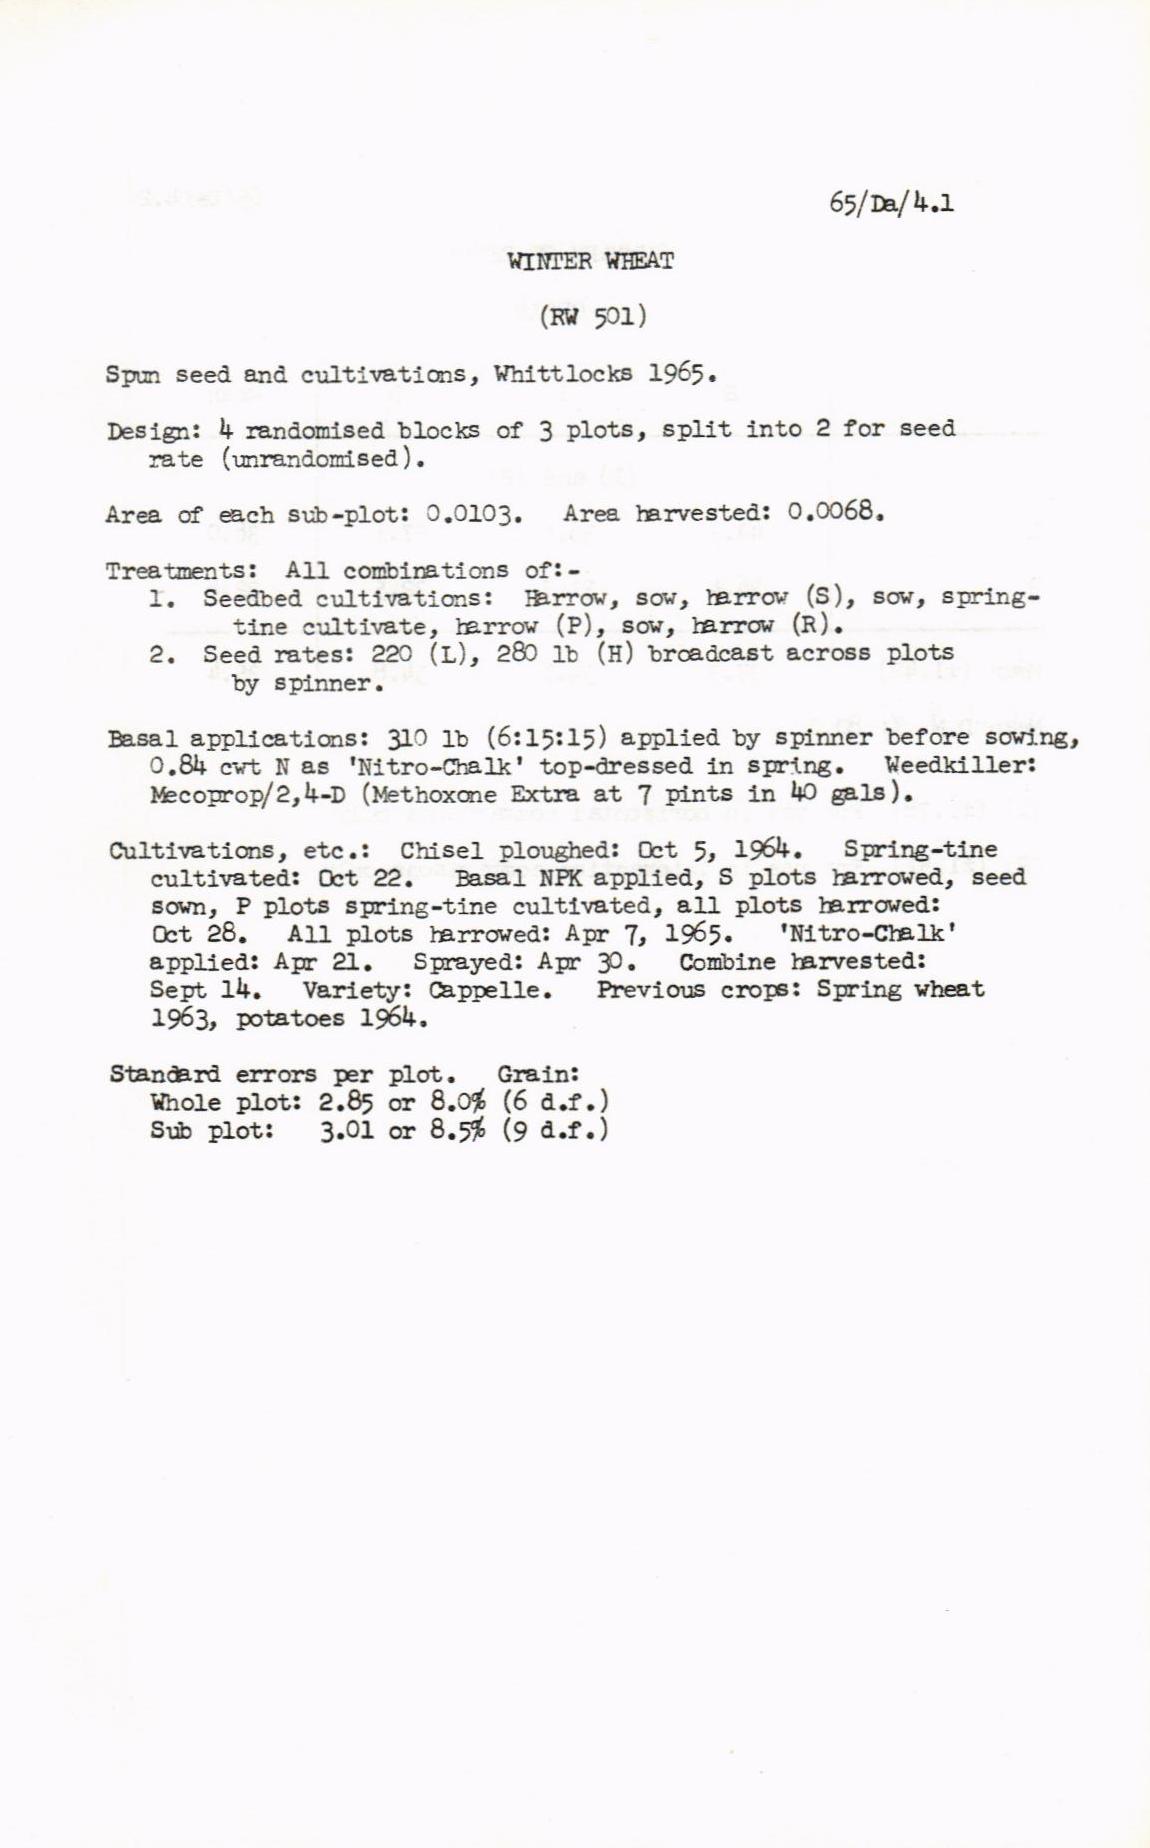 65/Da/4.1
WINTER WHEAT
(RW 501)
Spun seed and cultivations, Whittlocks 1965.
Design: 4 randomised blocks of 3 plots, split into 2 for seed
rate (unrandomised).
Area of each sub-plot: 0.0103. Area harvested: 0.0068.
Treatments: All combinations of:-
1. Seedbed cultivations: Harrow, sow, harrow (S), sow, spring-
tine cultivate, harrow (P), sow, harrow (R).
2. Seed rates: 220 (L), 280 lb (H) broadcast across plots
by spinner.
Basal applications: 310 lb (6:15:15) applied by spinner before sowing,
0.84 cwt N as 'Nitro-Chalk' top-dressed in spring. Weedkiller:
Mecoprop/2,4-D (Methoxone Extra at 7 pints in 40 gals).
Cultivations, etc.: Chisel ploughed: Oct 5, 1964. Spring-tine
cultivated: Oct 22. Basal NPK applied, S plots harrowed, seed
sown, P plots spring-tine cultivated, all plots harrowed:
Oct 28. All plots harrowed: Apr 7, 1965. 'Nitro-Chalk'
applied: Apr 21. Sprayed: Apr 30. Combine harvested:
Sept 14. Variety: Cappelle. Previous crops: Spring wheat
1963, potatoes 1964.
Standard errors per plot. Grain:
Whole plot: 2.85 or 8.0% (6 d.f.)
Sub plot: 3.01 or 8.5% (9 d.f.)